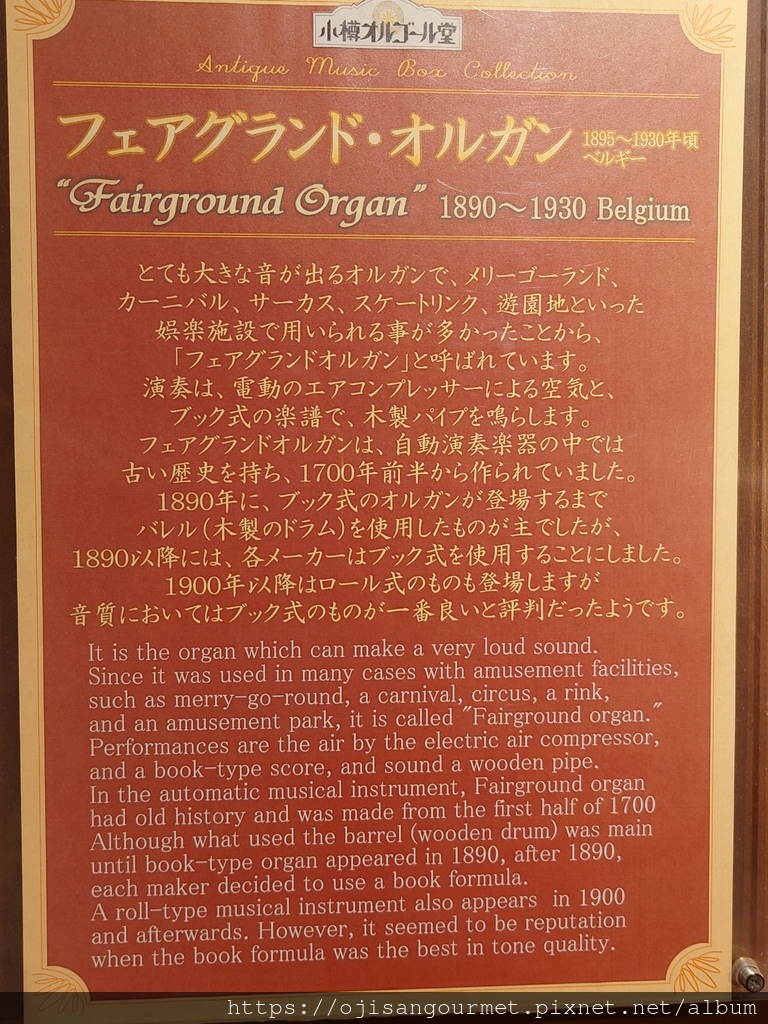 小樽オルゴール堂
Antique Music Box Collection
フェアグランド・オルガン 1895〜1930年頃
ベルギー
"Fairground Organ" 1890〜1930 Belgium
とても大きな音が出るオルガンで、メリーゴーランド、
カーニバル、サーカス、スケートリンク、遊園地といった
娯楽施設で用いられる事が多かったことから、
「フェアグランドオルガン」と呼ばれています。
演奏は、電動のエアコンプレッサーによる空気と、
ブック式の楽譜で、木製パイプを鳴らします。
フェアグランドオルガンは、自動演奏楽器の中では
古い歴史を持ち、1700年前半から作られていました。
1890年に、ブック式のオルガンが登場するまで
バレル(木製のドラム)を使用したものが主でしたが、
1890以降には、各メーカーはブック式を使用することにしました。
1900年以降はロール式のものも登場しますが
音質においてはブック式のものが一番良いと評判だったようです。
It is the organ which can make a very loud sound.
Since it was used in many cases with amusement facilities,
such as merry-go-round, a carnival, circus, a rink,
and an amusement park, it is called "Fairground organ."
Performances are the air by the electric air compressor,
and a book-type score, and sound a wooden pipe.
In the automatic musical instrument, Fairground organ
had old history and was made from the first half of 1700
Although what used the barrel (wooden drum) was main
until book-type organ appeared in 1890, after 1890,
each maker decided to use a book formula.
A roll-type musical instrument also appears in 1900
and afterwards. However, it seemed to be reputation
when the book formula was the best in tone quality.
https://ojisangourmet.pixnet.net/album